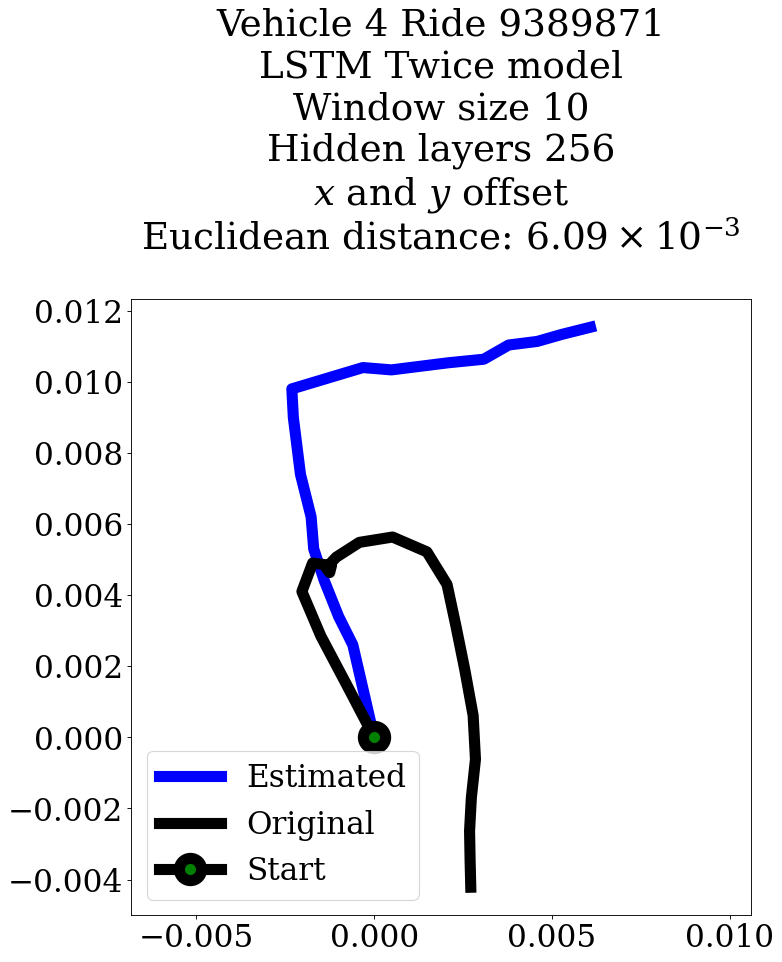 Vehicle 4 Ride 9389871
LSTM Twice model
Window size 10
Hidden layers 256
x and y offset
Euclidean distance: 6.09 × 10⁻³
0.012
0.010
0.008
0.006
0.004
0.002
0.000
−0.002
−0.004
Estimated
Original
Start
−0.005 0.000 0.005 0.010